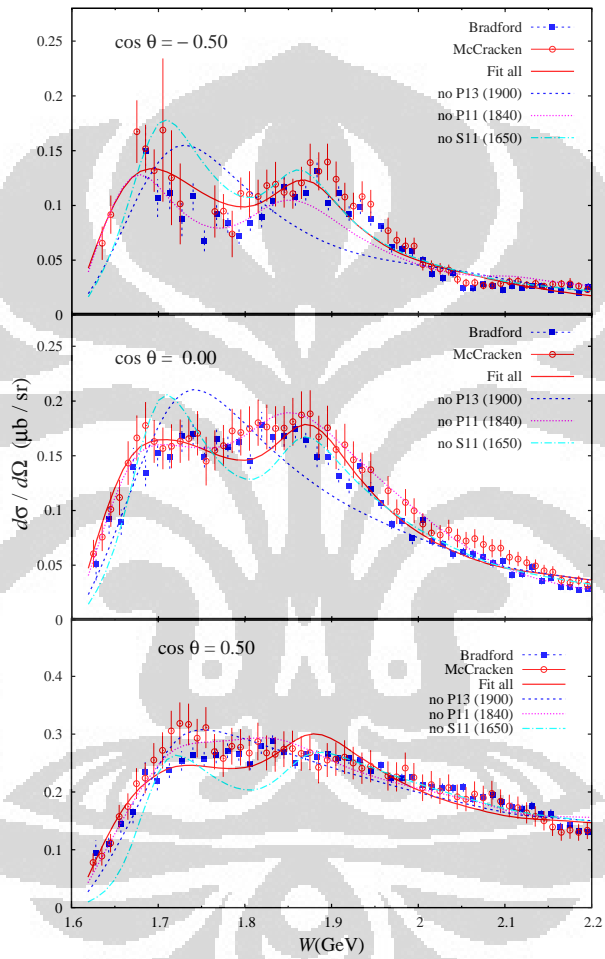 0.25
0.2
0.15
0.1
0.05
0
cos θ = − 0.50
Bradford
McCracken
Fit all
no P13 (1900)
no P11 (1840)
no S11 (1650)
0.25
0.2
0.15
0.1
0.05
0
cos θ = 0.00
Bradford
McCracken
Fit all
no P13 (1900)
no P11 (1840)
no S11 (1650)
dσ / dΩ (μb / sr)
0.4
0.3
0.2
0.1
0
cos θ = 0.50
Bradford
McCracken
Fit all
no P13 (1900)
no P11 (1840)
no S11 (1650)
1.6 1.7 1.8 1.9 2 2.1 2.2
W(GeV)